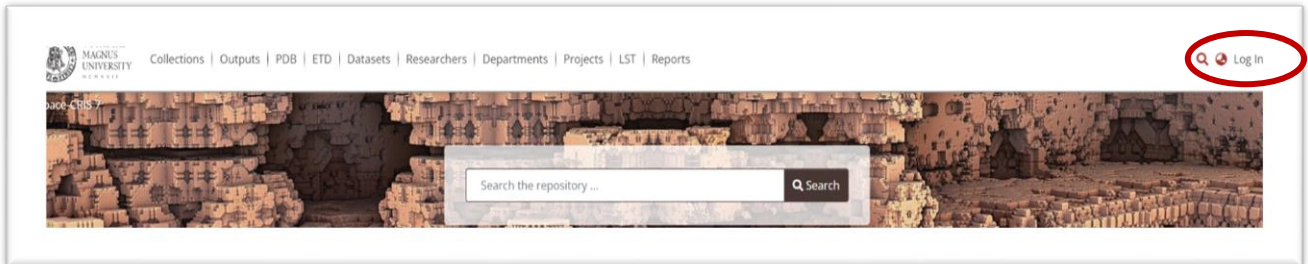 MAGNUS
UNIVERSITY
MCMXXII
Collections | Outputs | PDB | ETD | Datasets | Researchers | Departments | Projects | LST | Reports
Log In
pace-CRIS 7
Search the repository ...
Search